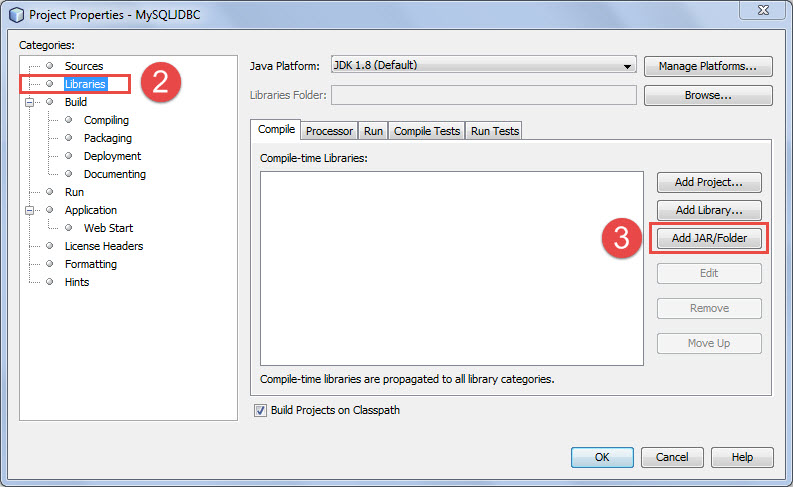 Project Properties - MySQLJDBC
Categories:
Sources
Libraries
2
Build
Compiling
Packaging
Deployment
Documenting
Run
Application
Web Start
License Headers
Formatting
Hints
Java Platform: JDK 1.8 (Default) Manage Platforms...
Libraries Folder: Browse...
Compile Processor Run Compile Tests Run Tests
Compile-time Libraries:
Add Project...
Add Library...
3 Add JAR/Folder
Edit
Remove
Move Up
Compile-time libraries are propagated to all library categories.
Build Projects on Classpath
OK Cancel Help